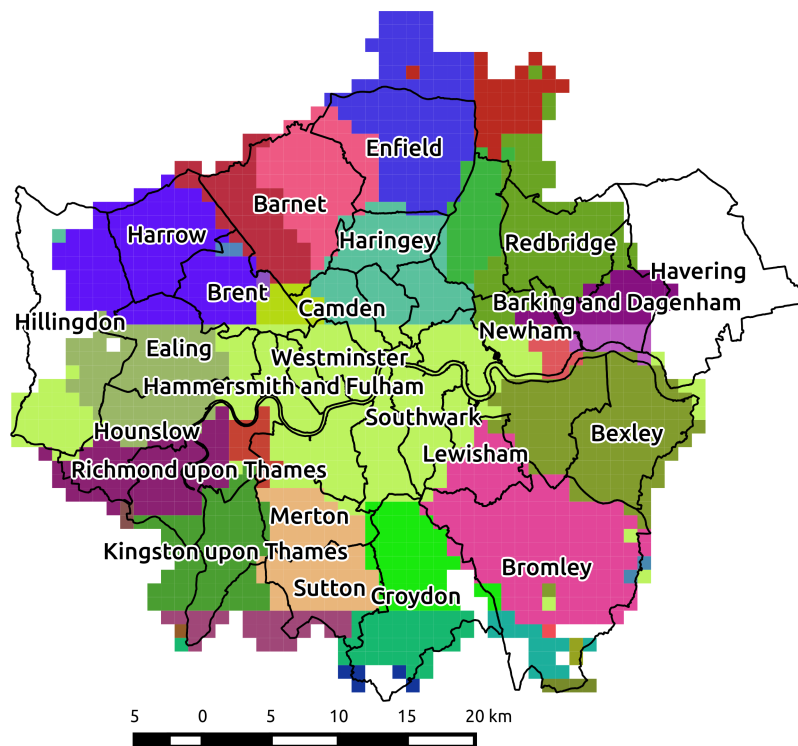 Enfield
Barnet
Harrow
Haringey
Redbridge
Havering
Brent
Camden
Barking and Dagenham
Hillingdon
Newham
Ealing
Westminster
Hammersmith and Fulham
Southwark
Hounslow
Bexley
Lewisham
Richmond upon Thames
Merton
Kingston upon Thames
Bromley
Sutton
Croydon
5 0 5 10 15 20 km